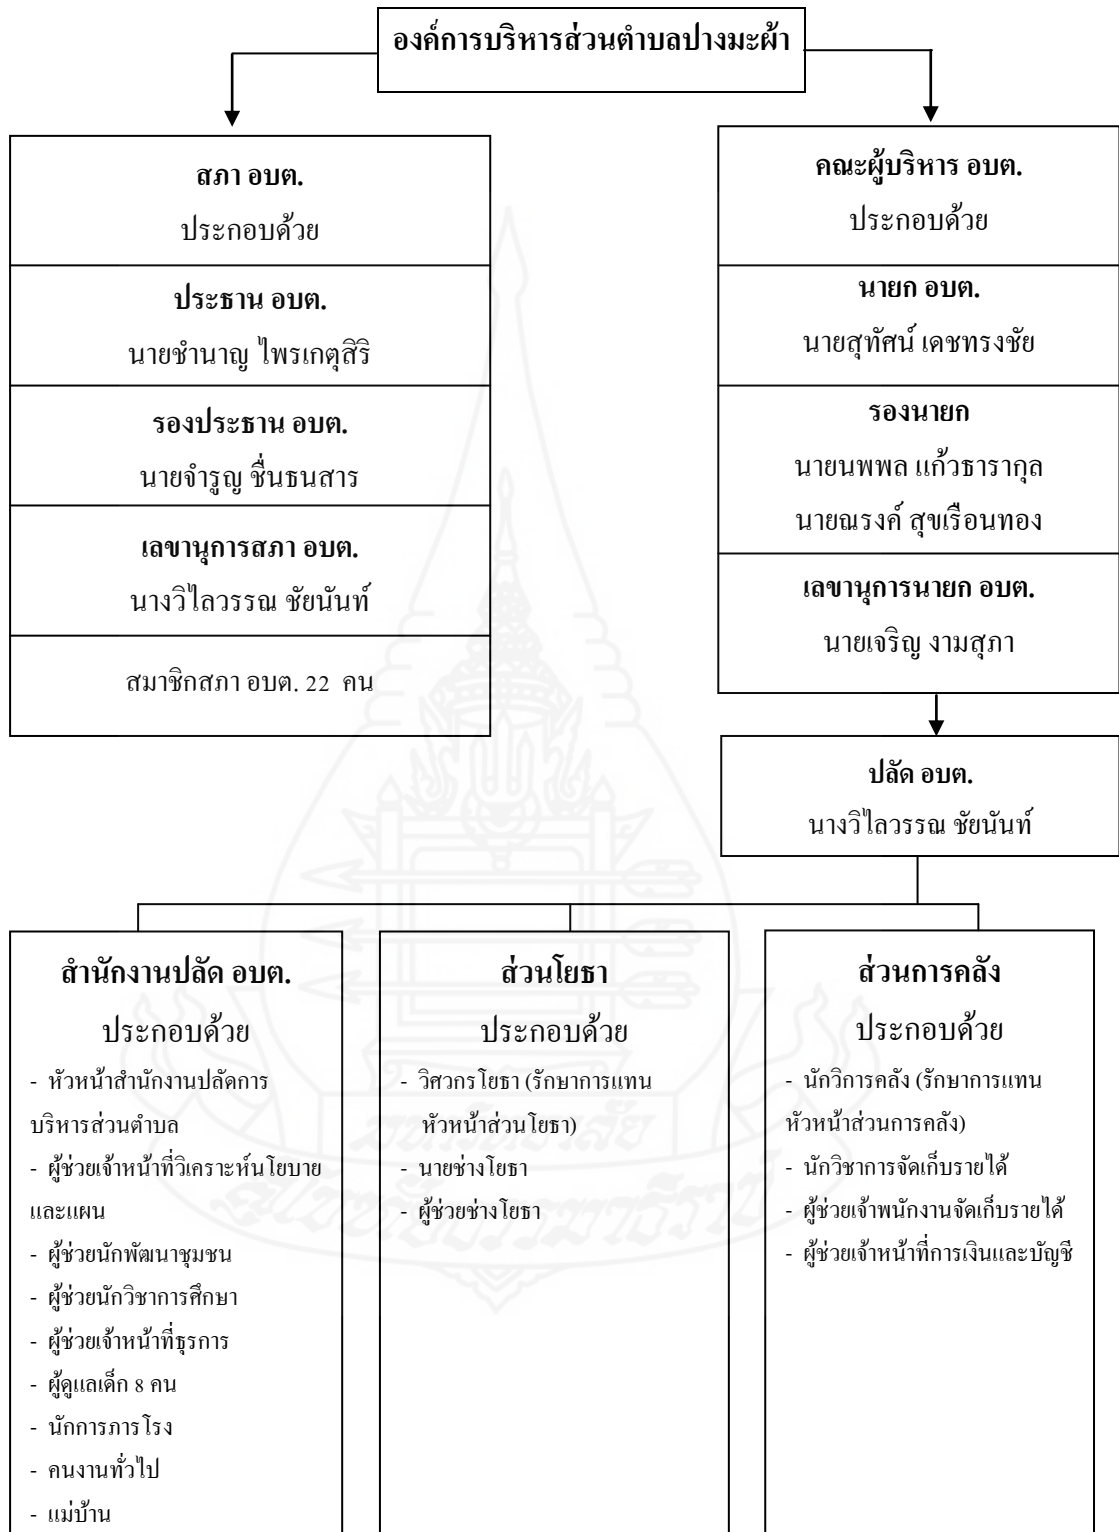 องค์การบริหารส่วนตำบลปางมะผ้า
สภา อบต.
ประกอบด้วย
ประธาน อบต.
นายชำนาญ ไพรเกตุสิริ
รองประธาน อบต.
นายจำรูญ ชื่นธนสาร
เลขานุการสภา อบต.
นางวิไลวรรณ ชัยนันท์
สมาชิกสภา อบต. 22 คน
คณะผู้บริหาร อบต.
ประกอบด้วย
นายก อบต.
นายสุทัศน์ เดชทรงชัย
รองนายก
นายนพพล แก้วธารากุล
นายณรงค์ สุขเรือนทอง
เลขานุการนายก อบต.
นายเจริญ งามสุภา
ปลัด อบต.
นางวิไลวรรณ ชัยนันท์
สำนักงานปลัด อบต.
ประกอบด้วย
- หัวหน้าสำนักงานปลัดการ
บริหารส่วนตำบล
- ผู้ช่วยเจ้าหน้าที่วิเคราะห์นโยบาย
และแผน
- ผู้ช่วยนักพัฒนาชุมชน
- ผู้ช่วยนักวิชาการศึกษา
- ผู้ช่วยเจ้าหน้าที่ธุรการ
- ผู้ดูแลเด็ก 8 คน
- นักการภารโรง
- คนงานทั่วไป
- แม่บ้าน
ส่วนโยธา
ประกอบด้วย
- วิศวกรโยธา (รักษาการแทน
หัวหน้าส่วนโยธา)
- นายช่างโยธา
- ผู้ช่วยช่างโยธา
ส่วนการคลัง
ประกอบด้วย
- นักวิการคลัง (รักษาการแทน
หัวหน้าส่วนการคลัง)
- นักวิชาการจัดเก็บรายได้
- ผู้ช่วยเจ้าพนักงานจัดเก็บรายได้
- ผู้ช่วยเจ้าหน้าที่การเงินและบัญชี
มหาวิทยาลัย
สุโขทัยธรรมาธิราช